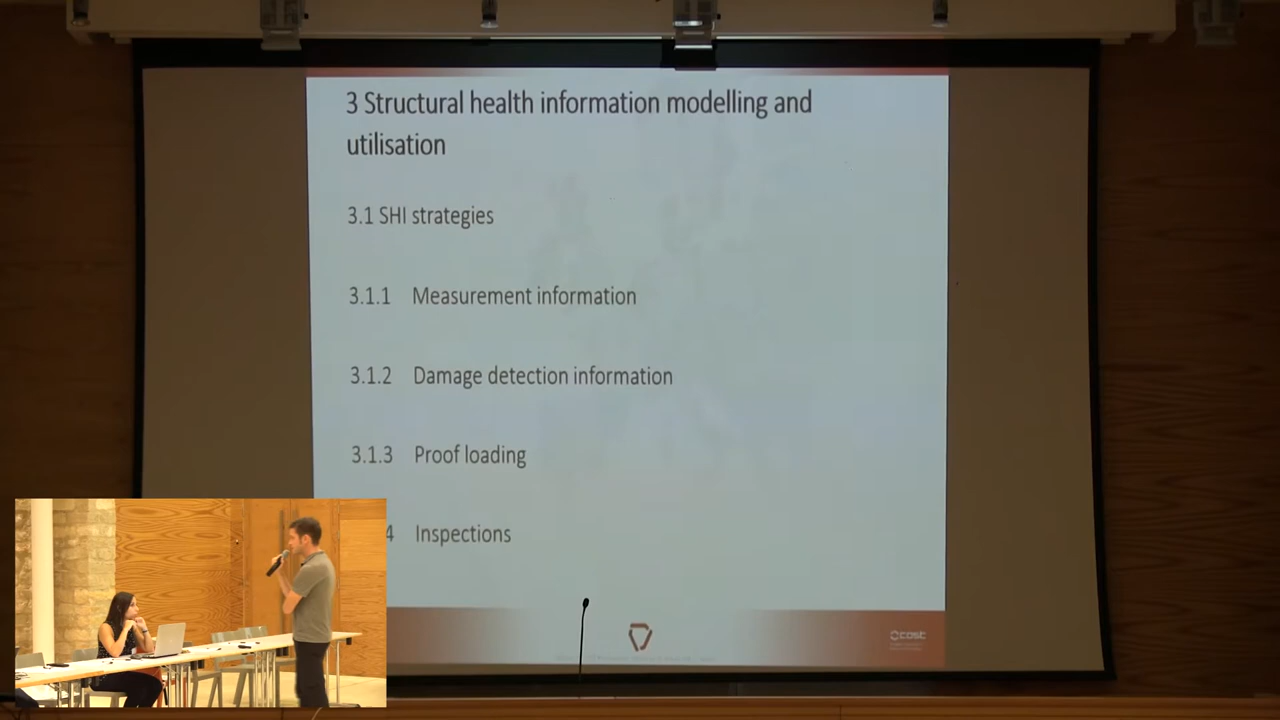 3 Structural health information modelling and
utilisation
3.1 SHI strategies
3.1.1 Measurement information
3.1.2 Damage detection information
3.1.3 Proof loading
4 Inspections
cost